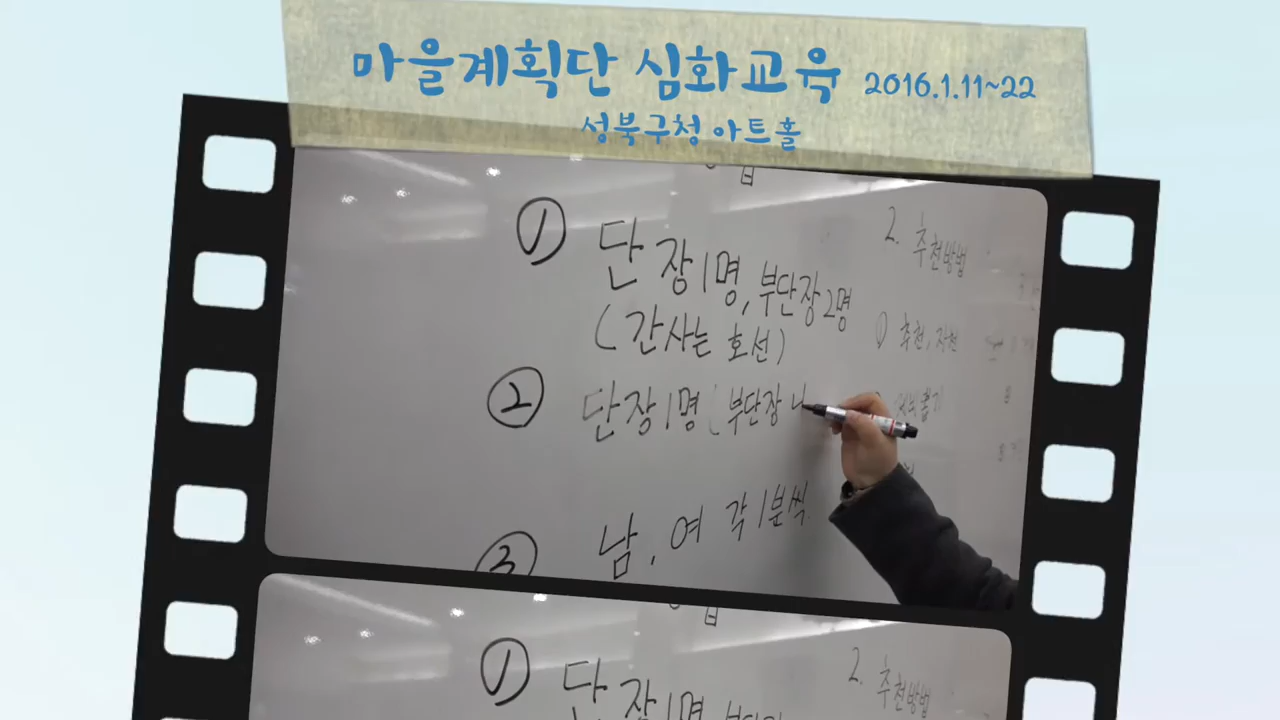 마을계획단 심화교육 2016.1.11~22
성북구청 아트홀
① 단장1명, 부단장2명
(간사는 호선)
② 단장1명 (부단장 나
③ 남, 여 각1분씩.
2. 추천방법
① 추천, 자천
① 단장1명
2. 추천방법